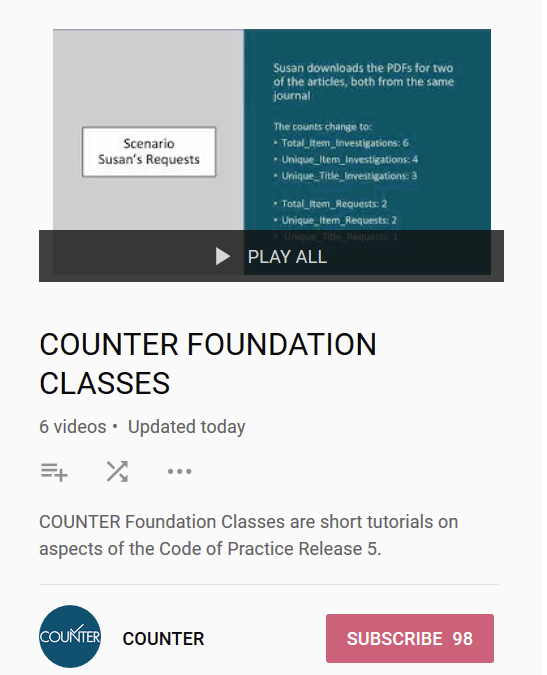 Scenario
Susan's Requests
Susan downloads the PDFs for two
of the articles, both from the same
journal
The counts change to:
• Total_Item_Investigations: 6
• Unique_Item_Investigations: 4
• Unique_Title_Investigations: 3
• Total_Item_Requests: 2
• Unique_Item_Requests: 2
• Unique_Title_Requests: 1
PLAY ALL
COUNTER FOUNDATION
CLASSES
6 videos • Updated today
COUNTER Foundation Classes are short tutorials on
aspects of the Code of Practice Release 5.
COUNTER
COUNTER
SUBSCRIBE 98